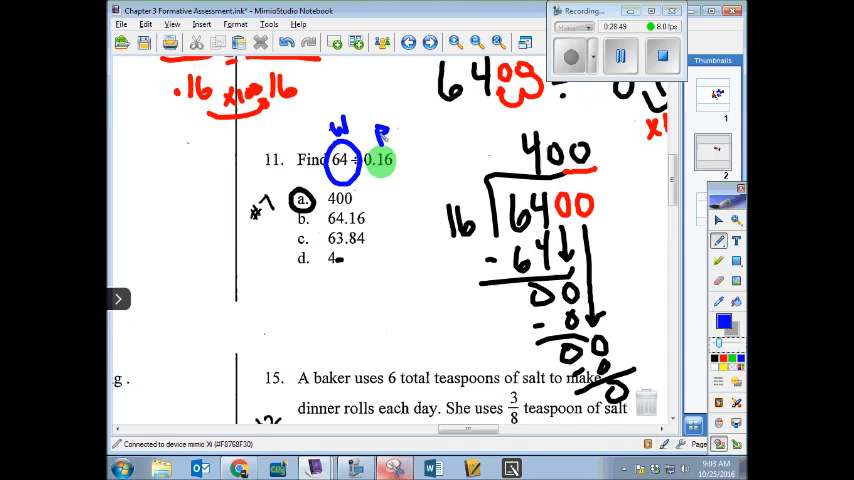 Chapter 3 Formative Assessment.ink* - MimioStudio Notebook
File Edit View Insert Format Tools Help
Recording...
00:28:49 8.0 fps
Thumbnails
.16 x100 16
6400
x1
W P
11. Find 64 ÷ 0.16
#7 a. 400
b. 64.16
c. 63.84
d. 4
400
16 6400
- 64
00
- 0
00
- 0
0
g.
15. A baker uses 6 total teaspoons of salt to make
dinner rolls each day. She uses 3/8 teaspoon of salt
1
2
Connected to device mimio Xi (#F8768F30)
Page
9:03 AM
10/25/2016